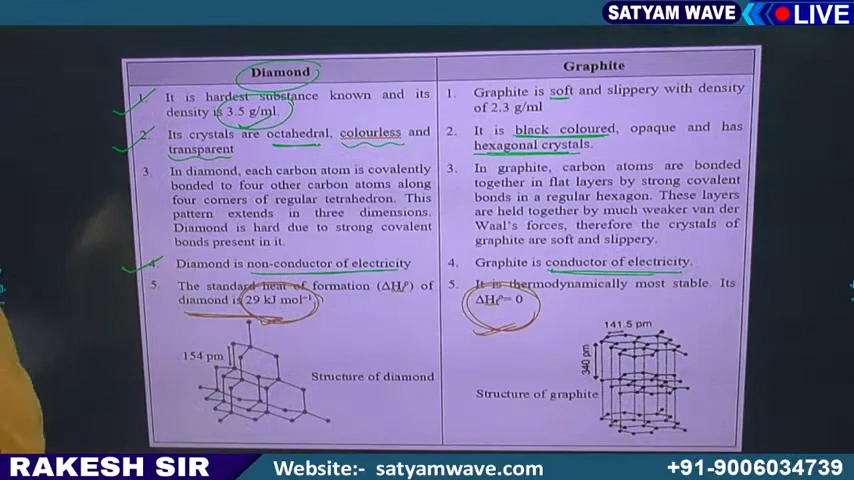 SATYAM WAVE LIVE
Diamond
1. It is hardest substance known and its
density is 3.5 g/ml.
2. Its crystals are octahedral, colourless and
transparent
3. In diamond, each carbon atom is covalently
bonded to four other carbon atoms along
four corners of regular tetrahedron. This
pattern extends in three dimensions.
Diamond is hard due to strong covalent
bonds present in it.
4. Diamond is non-conductor of electricity
5. The standard heat of formation (ΔHf°) of
diamond is 29 kJ mol⁻¹
154 pm
Structure of diamond
Graphite
1. Graphite is soft and slippery with density
of 2.3 g/ml
2. It is black coloured, opaque and has
hexagonal crystals.
3. In graphite, carbon atoms are bonded
together in flat layers by strong covalent
bonds in a regular hexagon. These layers
are held together by much weaker van der
Waal's forces, therefore the crystals of
graphite are soft and slippery.
4. Graphite is conductor of electricity.
5. It is thermodynamically most stable. Its
ΔHf° = 0
141.5 pm
340 pm
Structure of graphite
RAKESH SIR
Website:- satyamwave.com
+91-9006034739